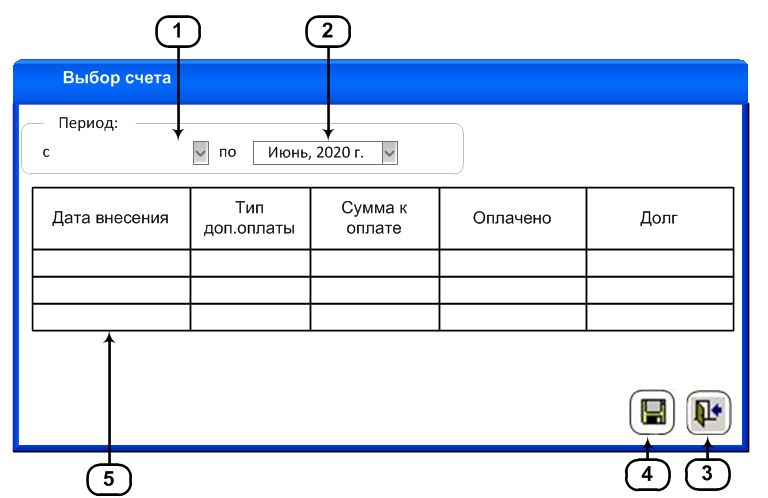 1
2
Выбор счета
Период:
с
по
Июнь, 2020 г.
Дата внесения
Тип
доп.оплаты
Сумма к
оплате
Оплачено
Долг
5
4
3